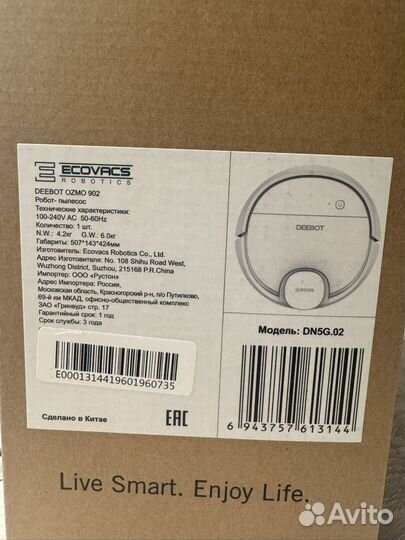 ECOVACS
ROBOTICS
DEEBOT OZMO 902
Робот- пылесос
Технические характеристики:
100-240V AC 50-60Hz
Количество: 1 шт.
N.W.: 4.2кг G.W.: 6.0кг
Габариты: 507*143*424мм
Изготовитель: Ecovacs Robotics Co., Ltd.
Адрес Изготовителя: No. 108 Shihu Road West,
Wuzhong District, Suzhou, 215168 P.R.China
Импортер: ООО «Рустон»
Адрес Импортера: Россия,
Московская область, Красногорский р-н, п/о Путилково,
69-й км МКАД, офисно-общественный комплекс
ЗАО «Гринвуд» стр. 17
Гарантийный срок: 1 год
Срок службы: 3 года
E0001314419601960735
Сделано в Китае
EAC
DEEBOT
ECOVACS
Модель: DN5G.02
6 943757 613144
Live Smart. Enjoy Life.
Avito